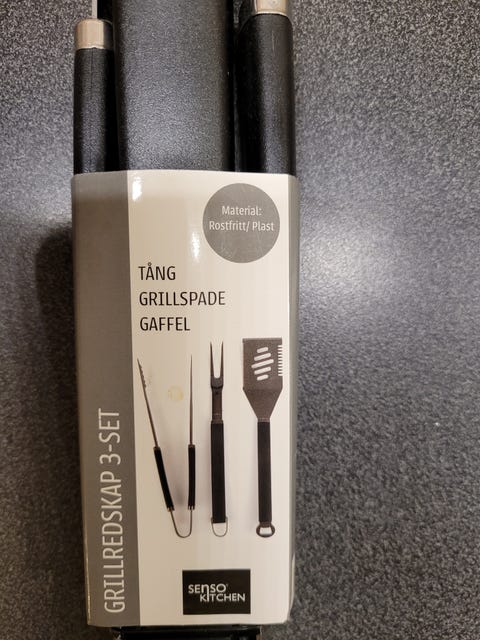 Material:
Rostfritt/ Plast
TÅNG
GRILLSPADE
GAFFEL
GRILLREDSKAP 3-SET
SENSO®
KITCHEN